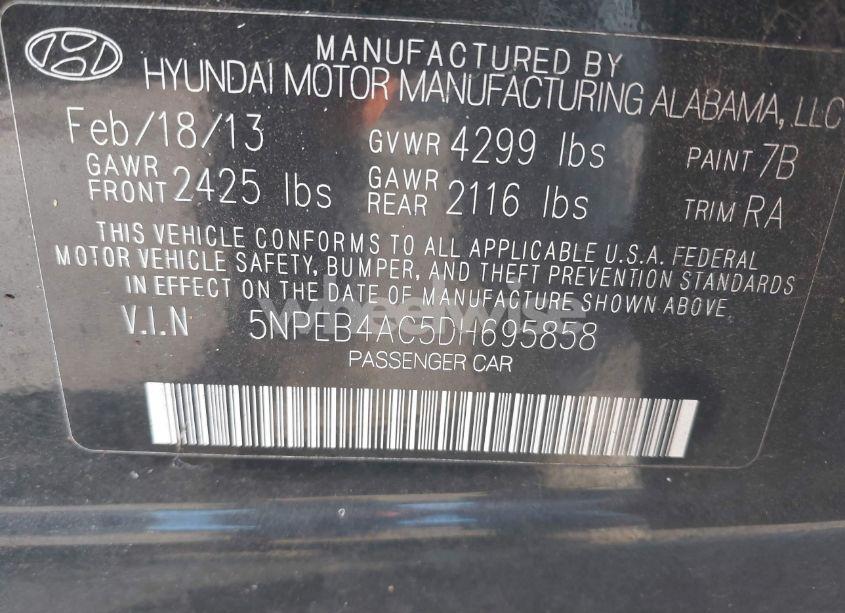 MANUFACTURED BY
HYUNDAI MOTOR MANUFACTURING ALABAMA, LLC
Feb/18/13 GVWR 4299 lbs PAINT 7B
GAWR FRONT 2425 lbs GAWR REAR 2116 lbs TRIM RA
THIS VEHICLE CONFORMS TO ALL APPLICABLE U.S.A. FEDERAL
MOTOR VEHICLE SAFETY, BUMPER, AND THEFT PREVENTION STANDARDS
IN EFFECT ON THE DATE OF MANUFACTURE SHOWN ABOVE.
V.I.N 5NPEB4AC5DH695858
PASSENGER CAR
wheelwise